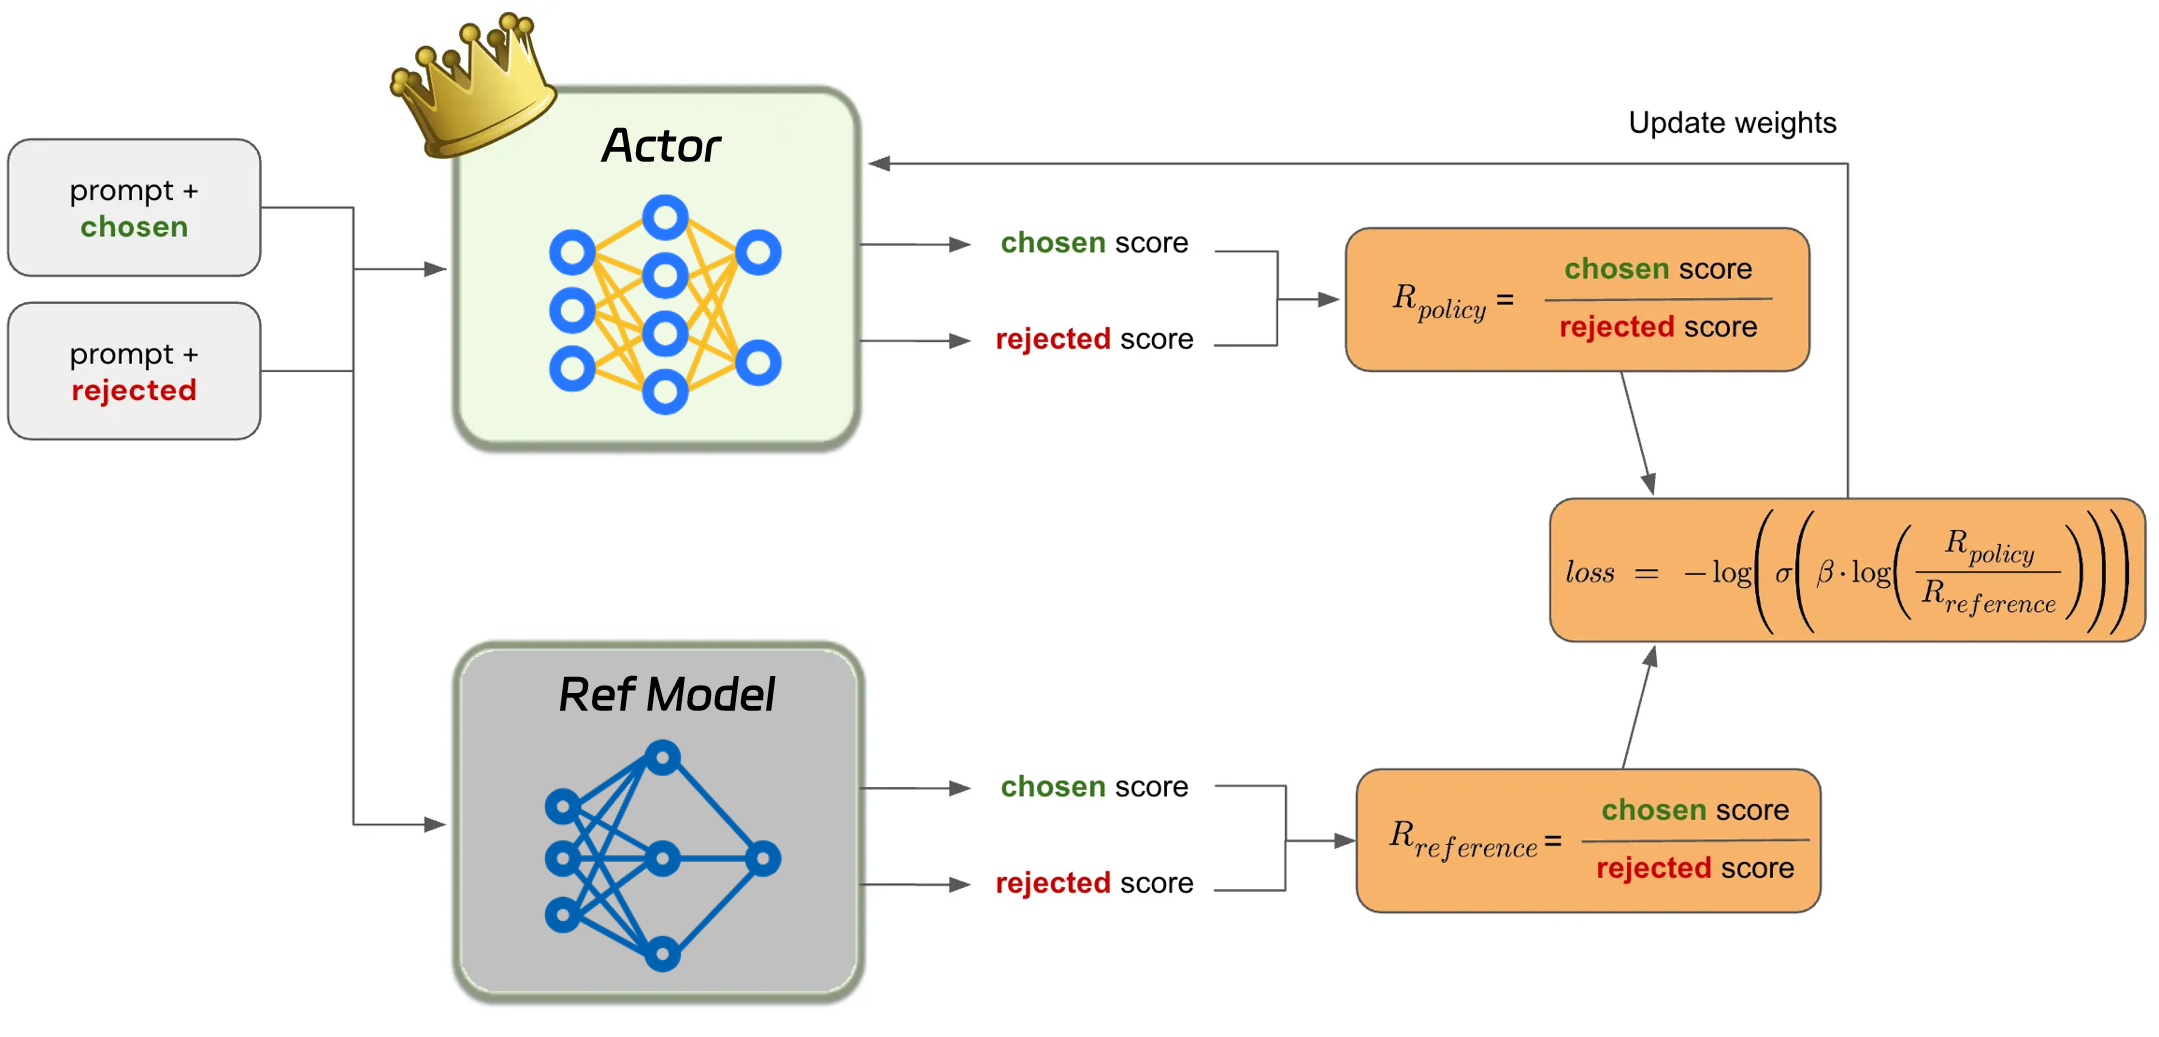 Actor
Update weights
prompt +
chosen
prompt +
rejected
chosen score
rejected score
R_policy = chosen score / rejected score
loss = −log(σ(β·log(R_policy / R_reference)))
Ref Model
chosen score
rejected score
R_reference = chosen score / rejected score